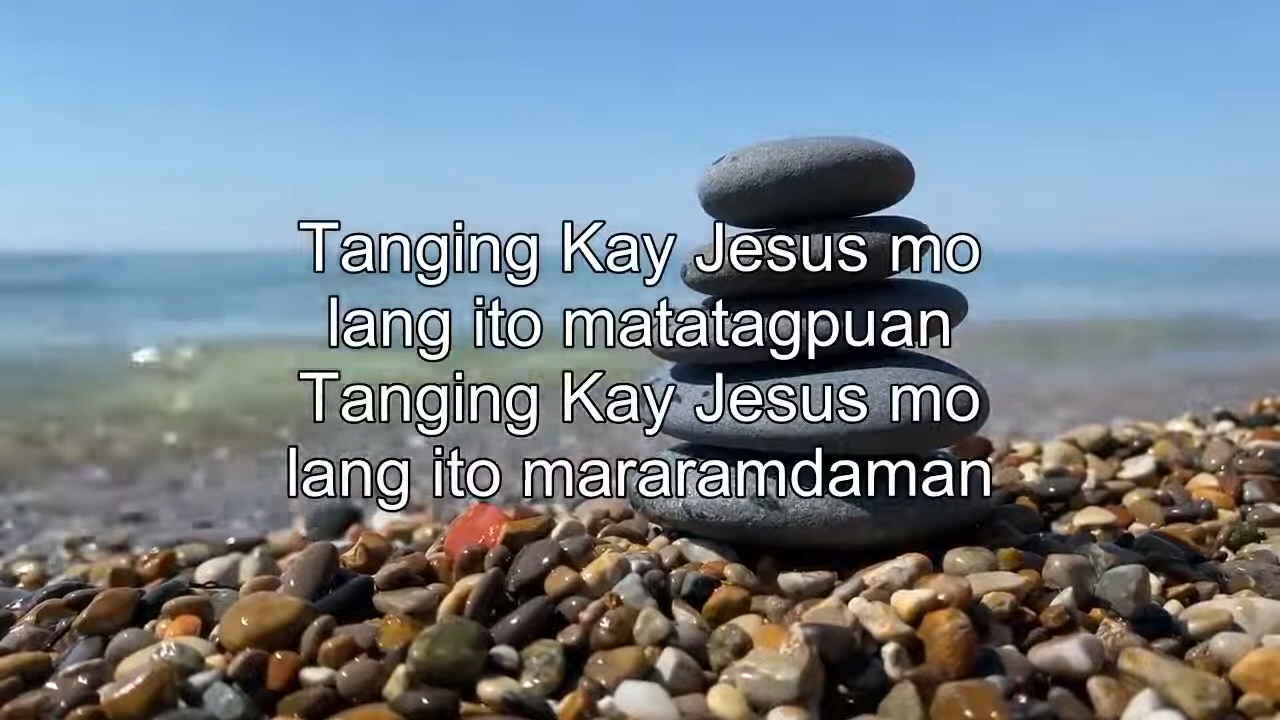 Tanging Kay Jesus mo
lang ito matatagpuan
Tanging Kay Jesus mo
lang ito mararamdaman